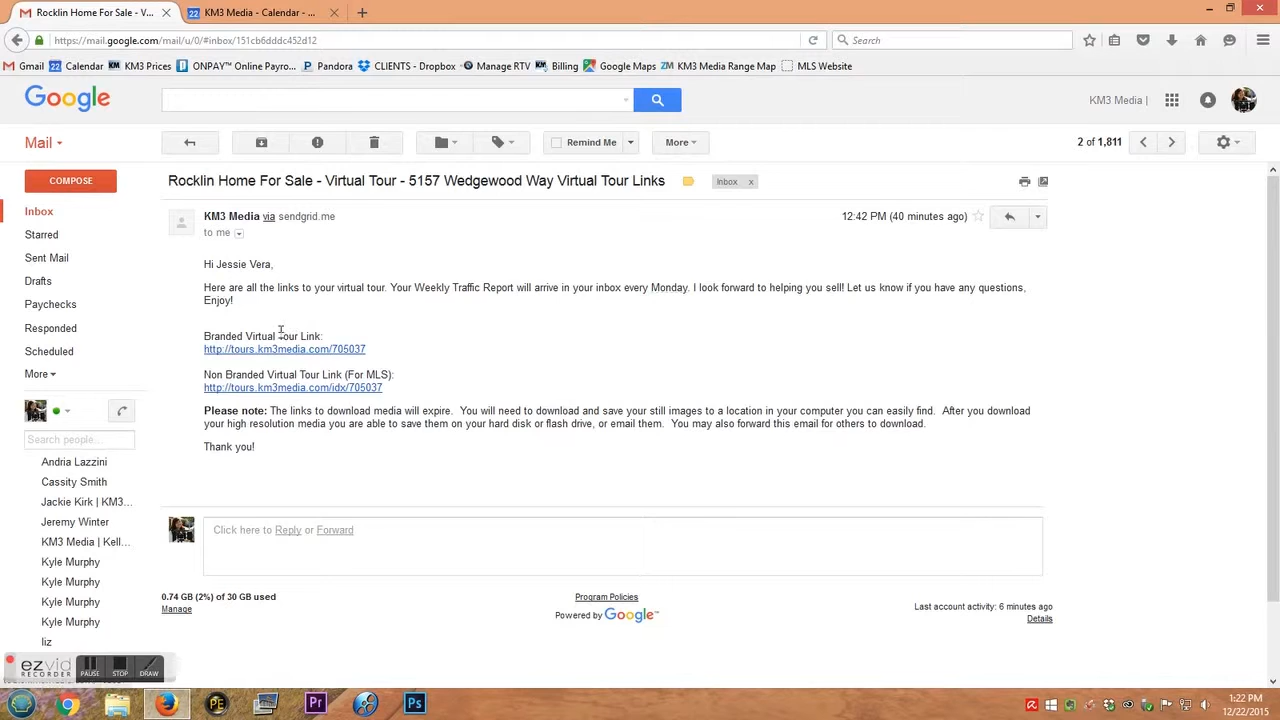 Rocklin Home For Sale - V...
KM3 Media - Calendar - ...
https://mail.google.com/mail/u/0/#inbox/151cb6dddc452d12
Search
Gmail
Calendar
KM3 Prices
ONPAY™ Online Payro...
Pandora
CLIENTS - Dropbox
Manage RTV
Billing
Google Maps
KM3 Media Range Map
MLS Website
Google
KM3 Media |
Mail
Remind Me
More
2 of 1,811
COMPOSE
Rocklin Home For Sale - Virtual Tour - 5157 Wedgewood Way Virtual Tour Links
Inbox x
Inbox
Starred
Sent Mail
Drafts
Paychecks
Responded
Scheduled
More
KM3 Media via sendgrid.me
12:42 PM (40 minutes ago)
to me
Hi Jessie Vera,
Here are all the links to your virtual tour. Your Weekly Traffic Report will arrive in your inbox every Monday. I look forward to helping you sell! Let us know if you have any questions,
Enjoy!
Branded Virtual Tour Link:
http://tours.km3media.com/705037
Non Branded Virtual Tour Link (For MLS):
http://tours.km3media.com/idx/705037
Please note: The links to download media will expire. You will need to download and save your still images to a location in your computer you can easily find. After you download
your high resolution media you are able to save them on your hard disk or flash drive, or email them. You may also forward this email for others to download.
Thank you!
Search people...
Andria Lazzini
Cassity Smith
Jackie Kirk | KM3...
Jeremy Winter
KM3 Media | Kell...
Kyle Murphy
Kyle Murphy
Kyle Murphy
Kyle Murphy
liz
Click here to Reply or Forward
0.74 GB (2%) of 30 GB used
Manage
Program Policies
Powered by Google™
Last account activity: 6 minutes ago
Details
ezvid
RECORDER
PAUSE
STOP
DRAW
PE
Pr
Ps
1:22 PM
12/22/2015